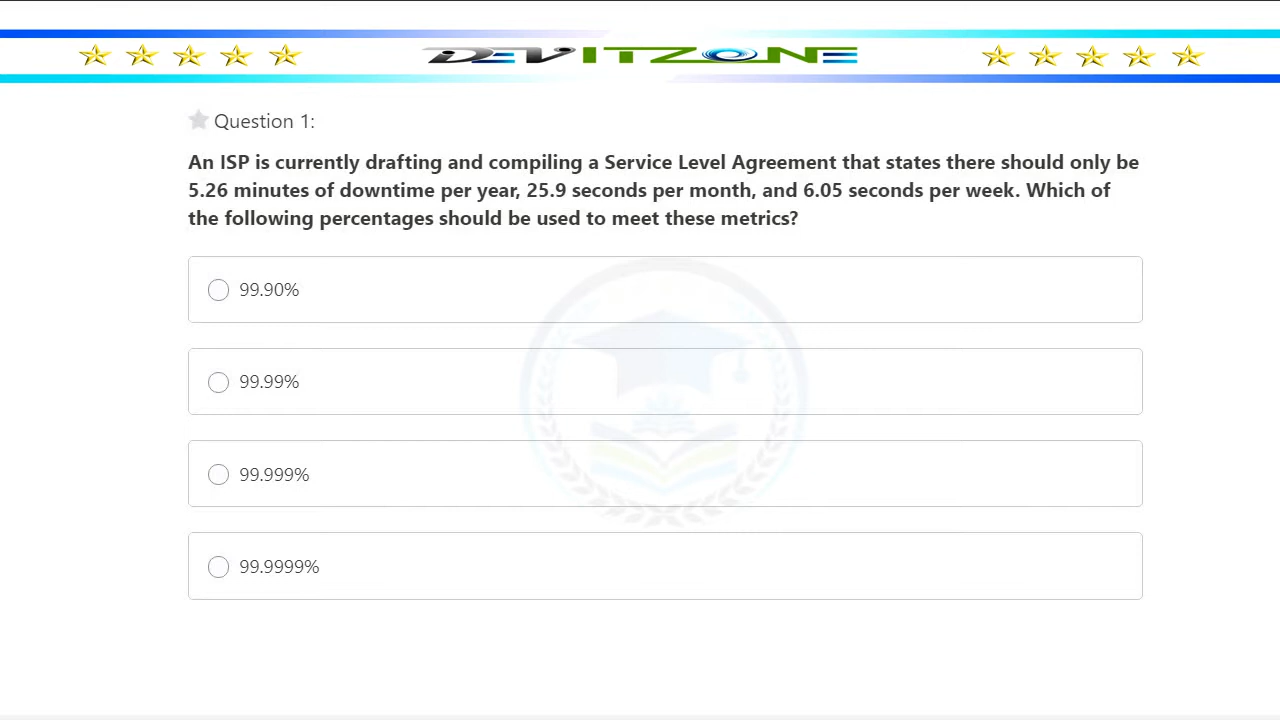 DEVITZONE
Question 1:
An ISP is currently drafting and compiling a Service Level Agreement that states there should only be
5.26 minutes of downtime per year, 25.9 seconds per month, and 6.05 seconds per week. Which of
the following percentages should be used to meet these metrics?
99.90%
99.99%
99.999%
99.9999%